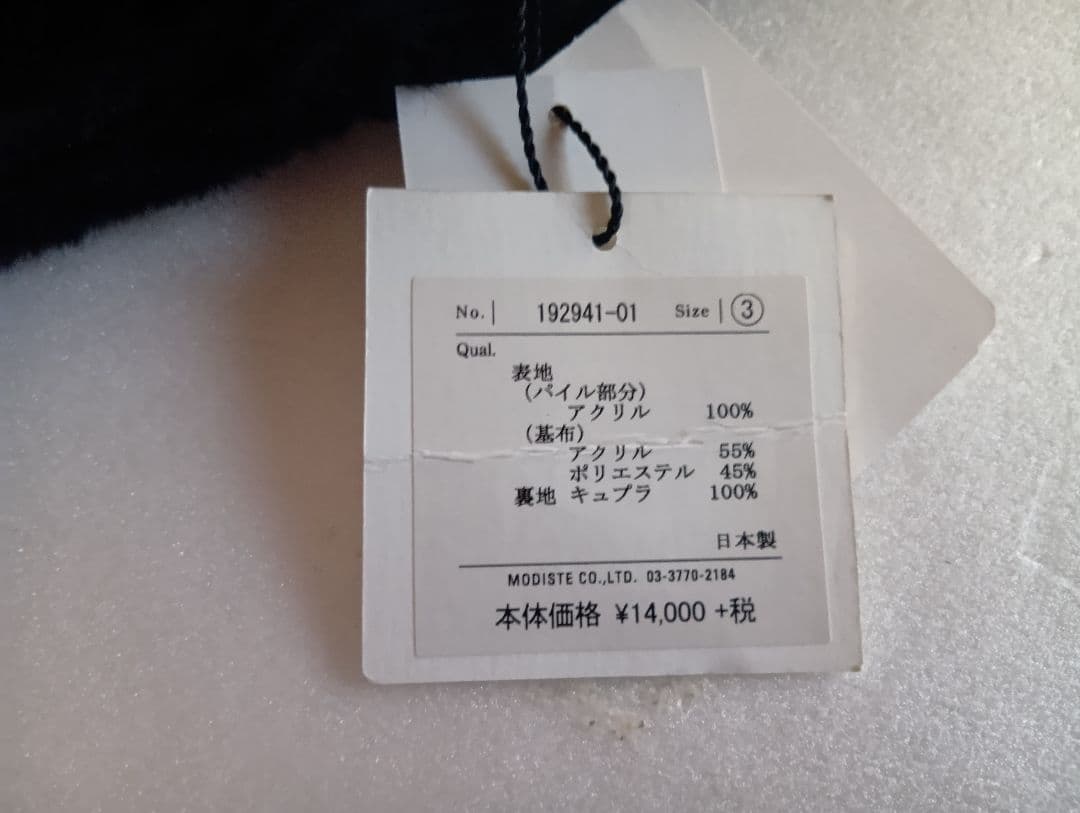 No. 192941-01 Size ③
Qual.
表地
(パイル部分)
アクリル 100%
(基布)
アクリル 55%
ポリエステル 45%
裏地 キュプラ 100%
日本製
MODISTE CO.,LTD. 03-3770-2184
本体価格 ¥14,000 +税